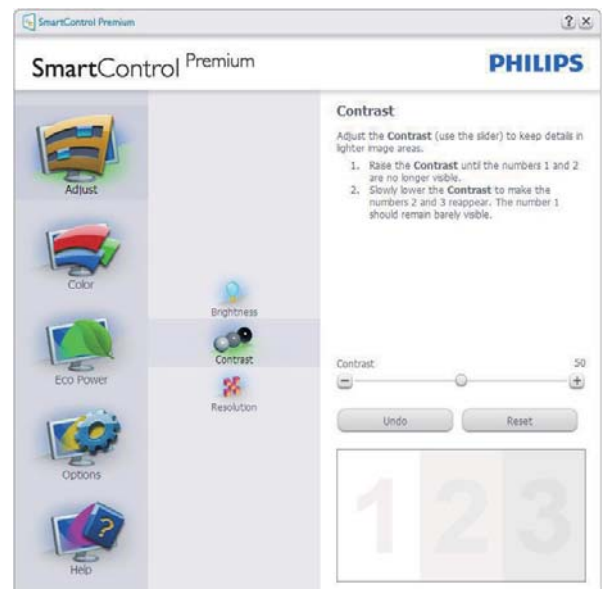 SmartControl Premium
SmartControl Premium
PHILIPS
Adjust
Color
Eco Power
Options
Help
Brightness
Contrast
Resolution
Contrast
Adjust the Contrast (use the slider) to keep details in
lighter image areas.
1. Raise the Contrast until the numbers 1 and 2
are no longer visible.
2. Slowly lower the Contrast to make the
numbers 2 and 3 reappear. The number 1
should remain barely visible.
Contrast 50
Undo Reset
1 2 3